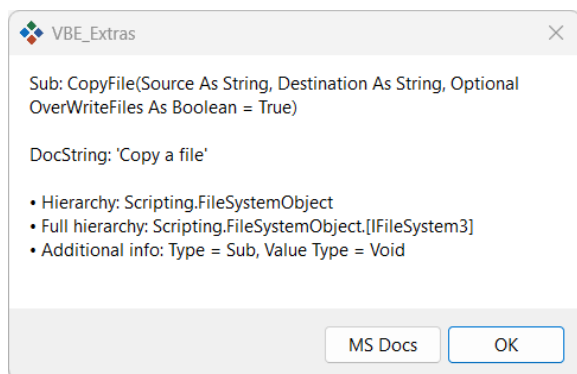 VBE_Extras
Sub: CopyFile(Source As String, Destination As String, Optional
OverWriteFiles As Boolean = True)
DocString: 'Copy a file'
• Hierarchy: Scripting.FileSystemObject
• Full hierarchy: Scripting.FileSystemObject.[IFileSystem3]
• Additional info: Type = Sub, Value Type = Void
MS Docs
OK